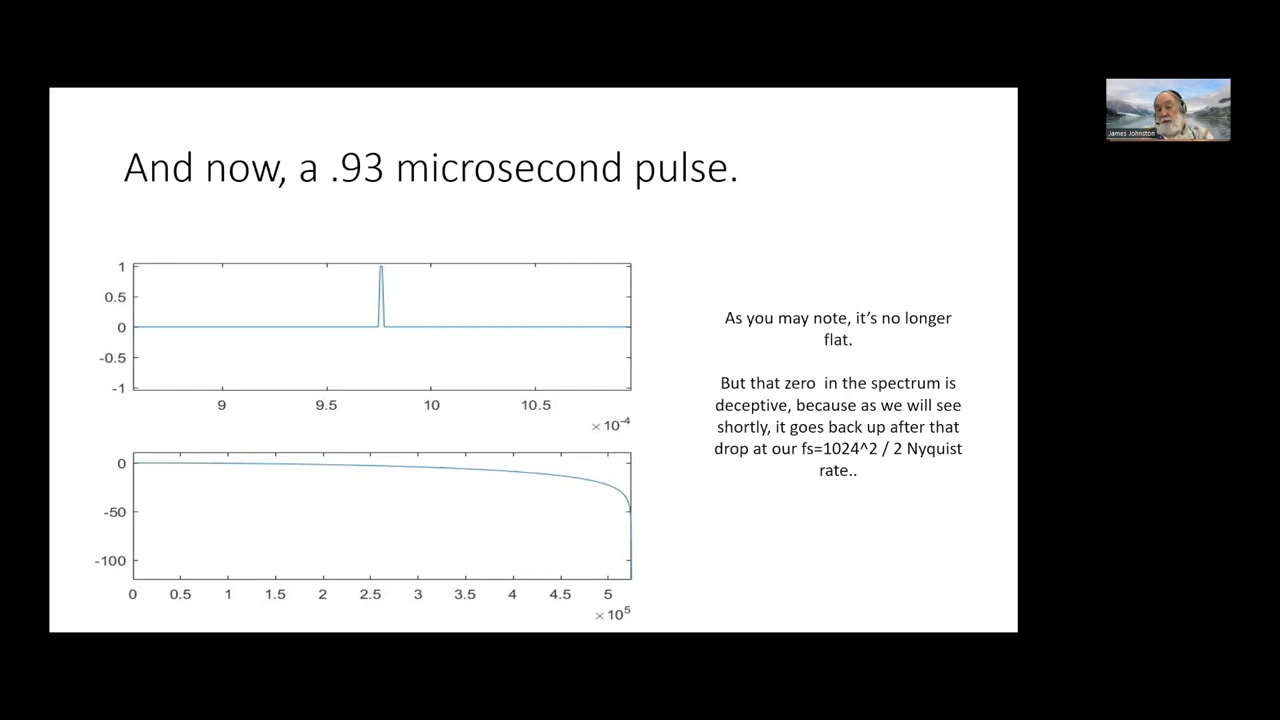 And now, a .93 microsecond pulse.
James Johnston
1
0.5
0
-0.5
-1
9 9.5 10 10.5
×10⁻⁴
0
-50
-100
0 0.5 1 1.5 2 2.5 3 3.5 4 4.5 5
×10⁵
As you may note, it’s no longer
flat.
But that zero in the spectrum is
deceptive, because as we will see
shortly, it goes back up after that
drop at our fs=1024^2 / 2 Nyquist
rate..